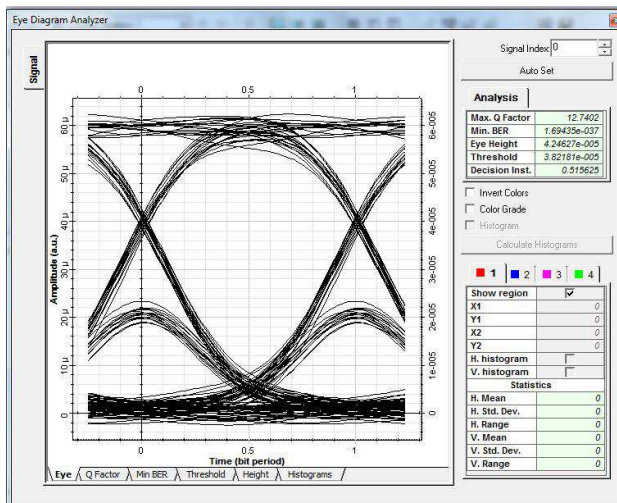 Eye Diagram Analyzer
Signal
Signal Index: 0
Auto Set
Analysis
Max. Q Factor 12.7402
Min. BER 1.69435e-037
Eye Height 4.24627e-005
Threshold 3.82181e-005
Decision Inst. 0.515625
Invert Colors
Color Grade
Histogram
Calculate Histograms
1 2 3 4
Show region
X1 0
Y1 0
X2 0
Y2 0
H. histogram
V. histogram
Statistics
H. Mean 0
H. Std. Dev. 0
H. Range 0
V. Mean 0
V. Std. Dev. 0
V. Range 0
0 0.5 1
60 µ
50 µ
40 µ
30 µ
20 µ
10 µ
0
Amplitude (a.u.)
6e-005
5e-005
4e-005
3e-005
2e-005
1e-005
0
0 0.5 1
Time (bit period)
Eye Q Factor Min BER Threshold Height Histograms